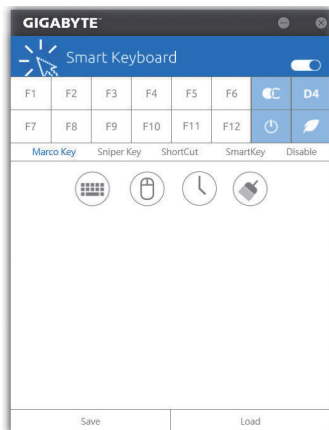 GIGABYTE™
Smart Keyboard
F1 F2 F3 F4 F5 F6 D4
F7 F8 F9 F10 F11 F12
Marco Key Sniper Key ShortCut SmartKey Disable
Save Load